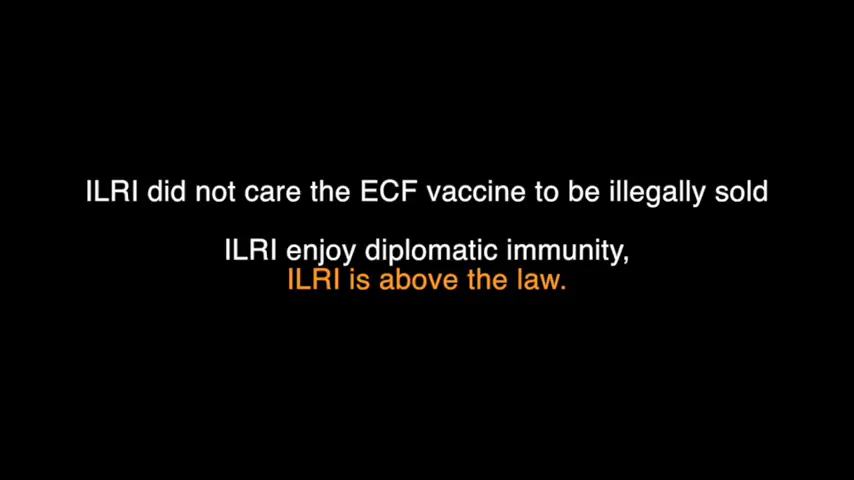 ILRI did not care the ECF vaccine to be illegally sold
ILRI enjoy diplomatic immunity,
ILRI is above the law.